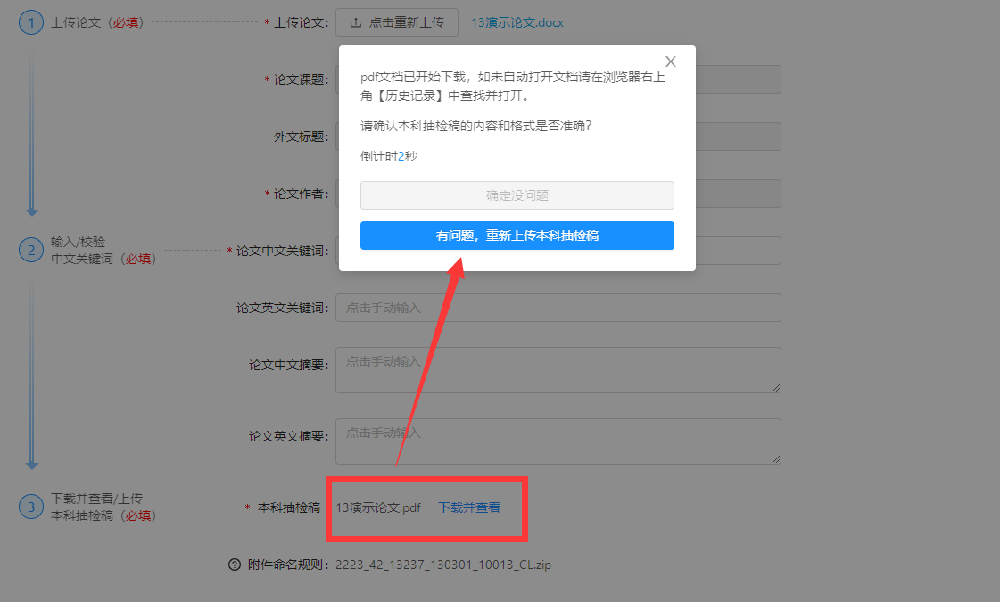 1 上传论文（必填） * 上传论文： 点击重新上传 13演示论文.docx
X
pdf文档已开始下载，如未自动打开文档请在浏览器右上
角【历史记录】中查找并打开。
请确认本科抽检稿的内容和格式是否准确？
倒计时2秒
确定没问题
有问题，重新上传本科抽检稿
* 论文课题：
外文标题：
* 论文作者：
2 输入/校验
中文关键词（必填） * 论文中文关键词：
论文英文关键词： 点击手动输入
论文中文摘要： 点击手动输入
论文英文摘要： 点击手动输入
3 下载并查看/上传
本科抽检稿（必填） * 本科抽检稿 13演示论文.pdf 下载并查看
? 附件命名规则： 2223_42_13237_130301_10013_CL.zip